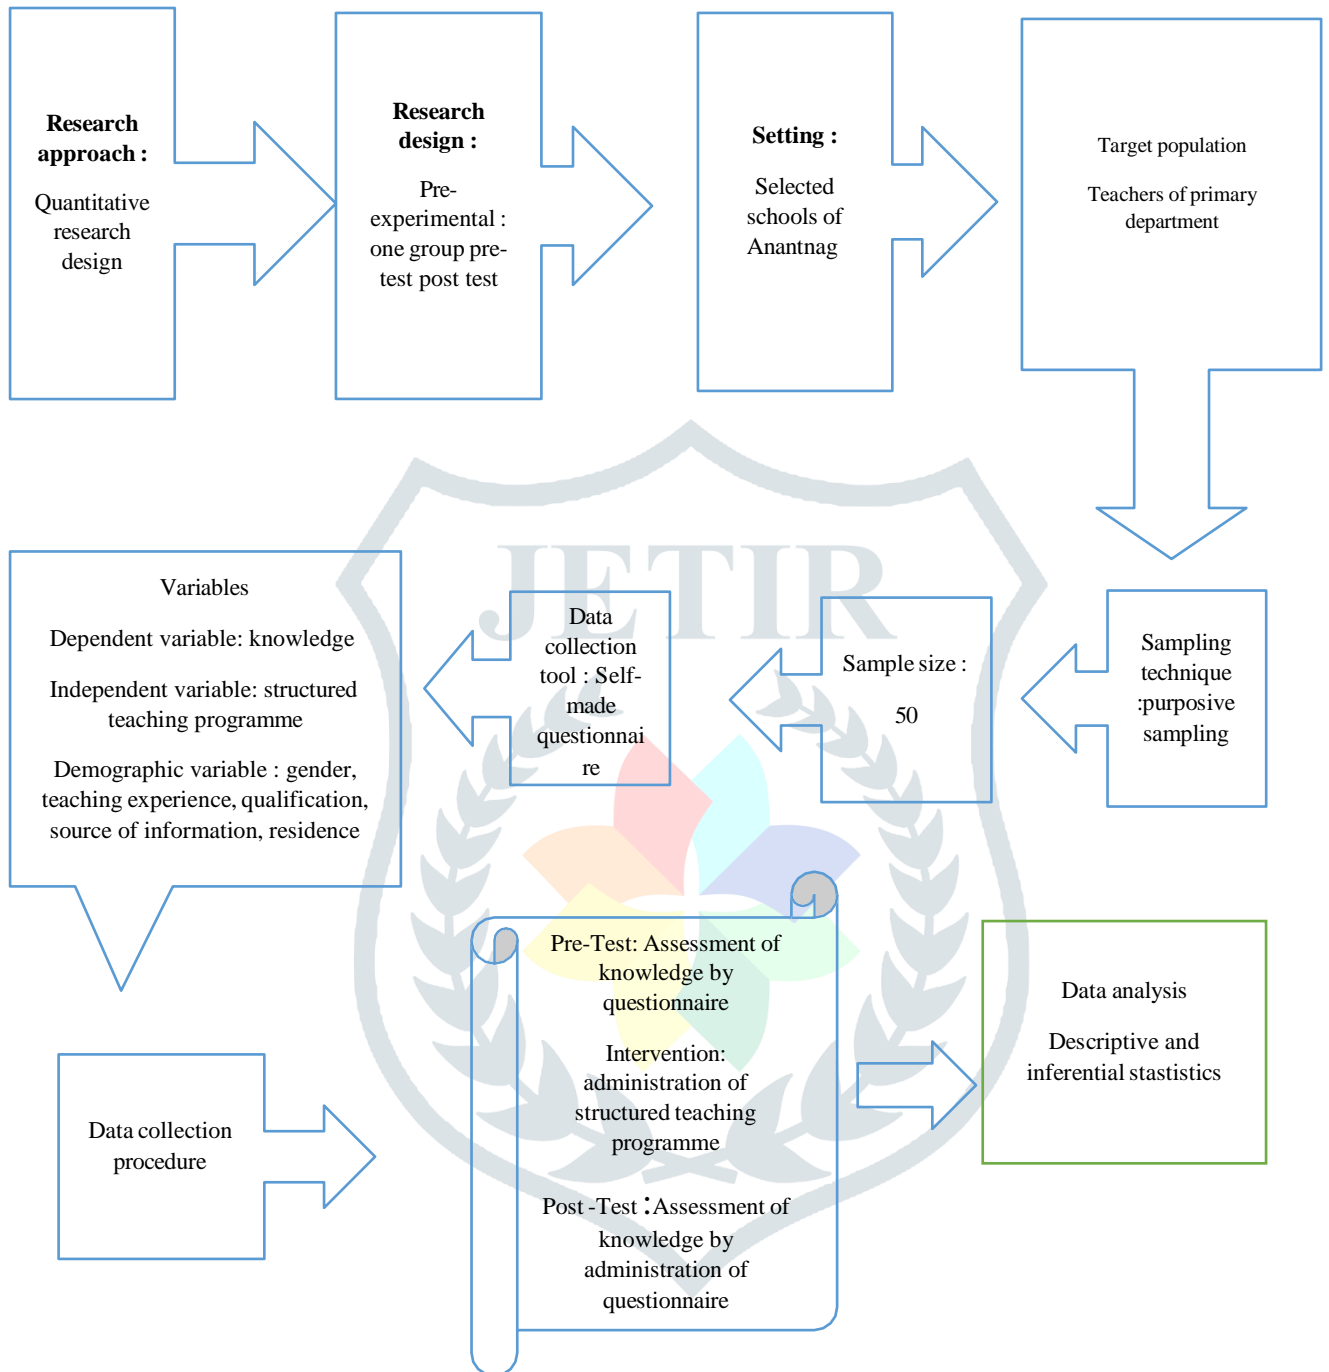 Research
approach :
Quantitative
research
design
Research
design :
Pre-
experimental :
one group pre-
test post test
Setting :
Selected
schools of
Anantnag
Target population
Teachers of primary
department
Sampling
technique
:purposive
sampling
Sample size :
50
Data
collection
tool : Self-
made
questionnai
re
Variables
Dependent variable: knowledge
Independent variable: structured
teaching programme
Demographic variable : gender,
teaching experience, qualification,
source of information, residence
Data collection
procedure
Pre-Test: Assessment of
knowledge by
questionnaire
Intervention:
administration of
structured teaching
programme
Post -Test :Assessment of
knowledge by
administration of
questionnaire
Data analysis
Descriptive and
inferential stastistics
JETIR